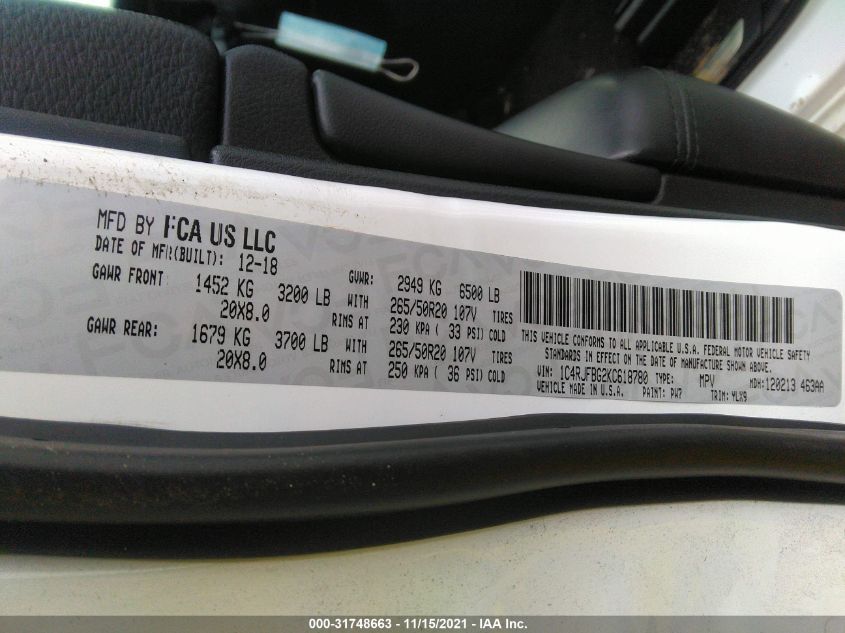 MFD BY FCA US LLC
DATE OF MFR(BUILT): 12-18 GVWR: 2949 KG 6500 LB
GAWR FRONT 1452 KG 3200 LB WITH 265/50R20 107V TIRES
20X8.0 RIMS AT 230 KPA ( 33 PSI) COLD
GAWR REAR: 1679 KG 3700 LB WITH 265/50R20 107V TIRES
20X8.0 RIMS AT 250 KPA ( 36 PSI) COLD
THIS VEHICLE CONFORMS TO ALL APPLICABLE U.S.A. FEDERAL MOTOR VEHICLE SAFETY
STANDARDS IN EFFECT ON THE DATE OF MANUFACTURE SHOWN ABOVE.
VIN: 1C4RJFBG2KC618780 TYPE: MPV MDH:120213 463AA
VEHICLE MADE IN U.S.A. PAINT: PW7 TRIM: YLX9
000-31748663 - 11/15/2021 - IAA Inc.